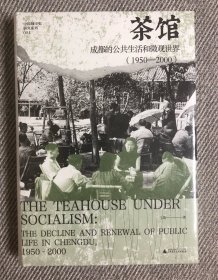 茶馆
成都的公共生活和微观世界
(1950—2000)
THE TEAHOUSE UNDER
SOCIALISM:
THE DECLINE AND RENEWAL OF PUBLIC
LIFE IN CHENGDU,
1950-2000